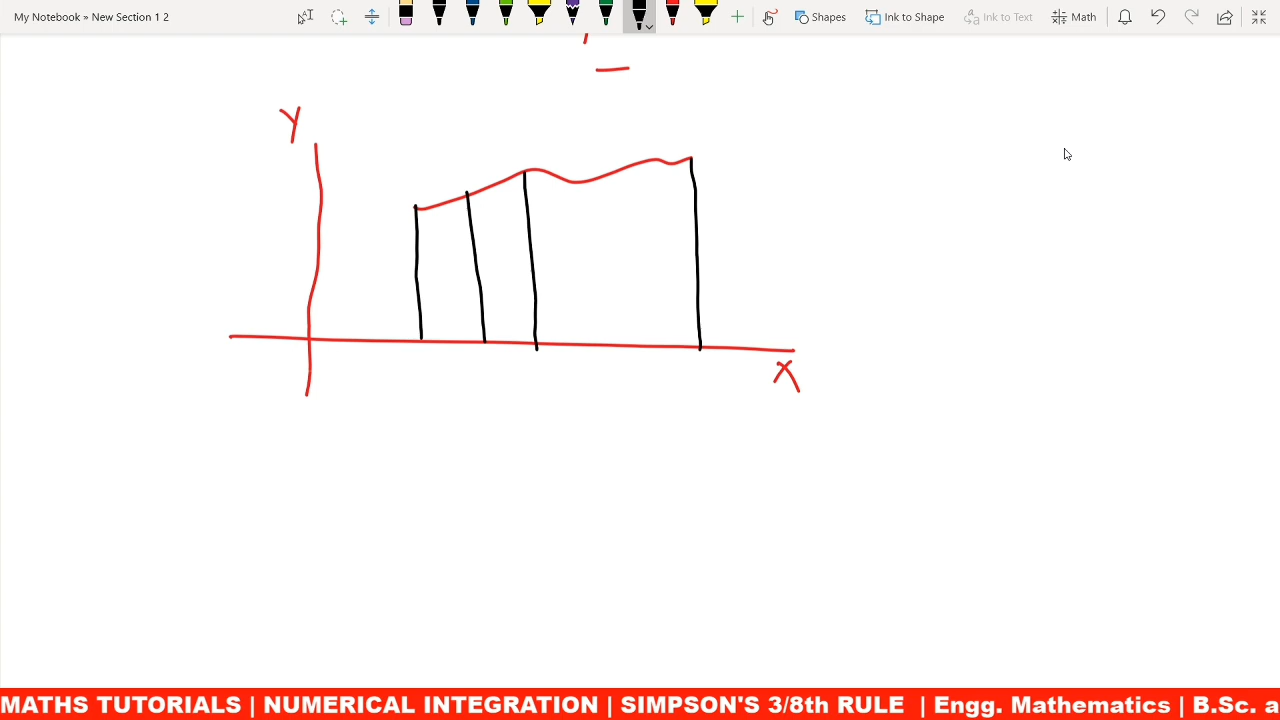 My Notebook » New Section 1 2
Shapes
Ink to Shape
Ink to Text
Math
Y
X
MATHS TUTORIALS | NUMERICAL INTEGRATION | SIMPSON'S 3/8th RULE | Engg. Mathematics | B.Sc. a